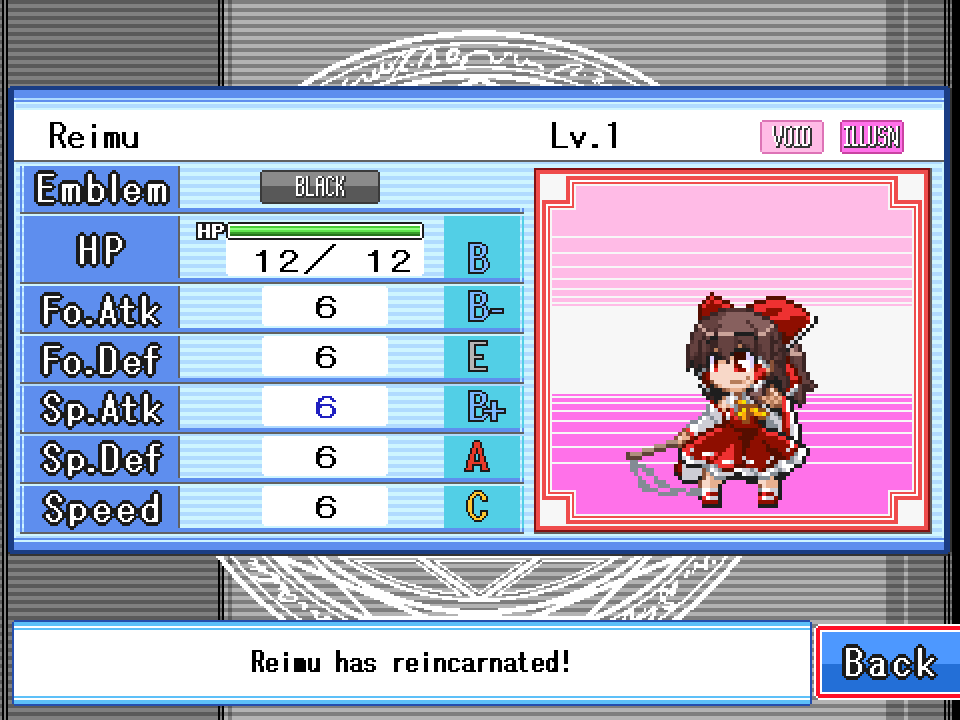 Reimu Lv.1 VOID ILLUSN
Emblem BLACK
HP HP 12/ 12 B
Fo.Atk 6 B-
Fo.Def 6 E
Sp.Atk 6 B+
Sp.Def 6 A
Speed 6 C
Reimu has reincarnated!
Back